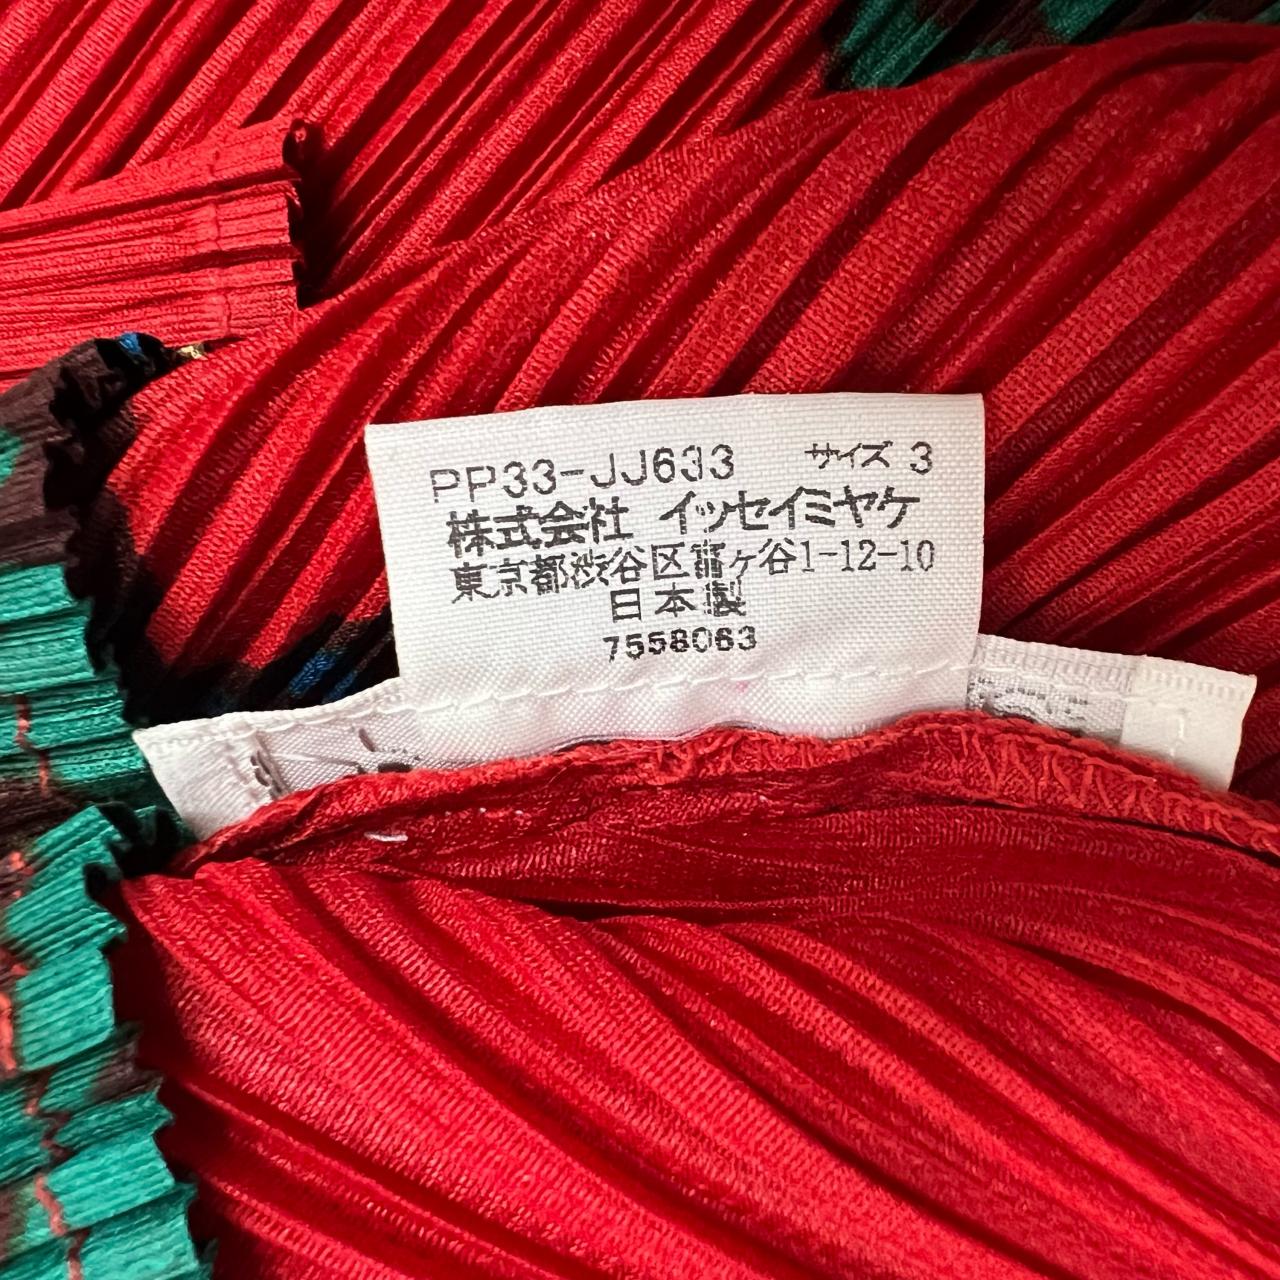 PP33-JJ633 サイズ 3
株式会社 イッセイミヤケ
東京都渋谷区富ヶ谷1-12-10
日本製
7558063